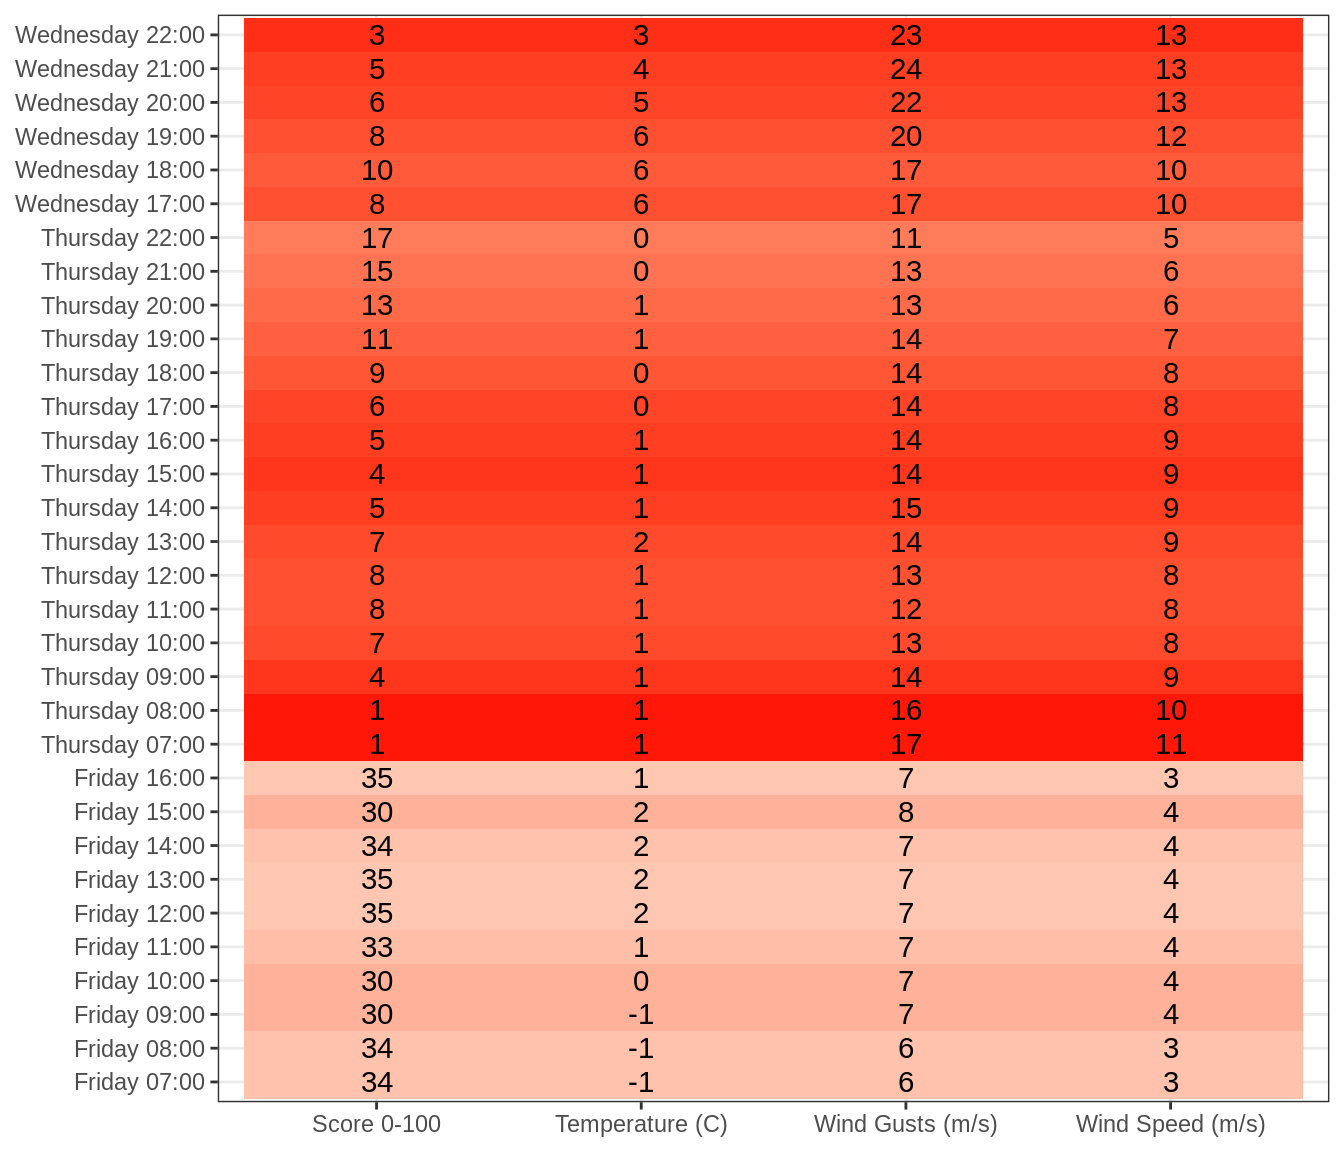 Wednesday 22:00 3 3 23 13
Wednesday 21:00 5 4 24 13
Wednesday 20:00 6 5 22 13
Wednesday 19:00 8 6 20 12
Wednesday 18:00 10 6 17 10
Wednesday 17:00 8 6 17 10
Thursday 22:00 17 0 11 5
Thursday 21:00 15 0 13 6
Thursday 20:00 13 1 13 6
Thursday 19:00 11 1 14 7
Thursday 18:00 9 0 14 8
Thursday 17:00 6 0 14 8
Thursday 16:00 5 1 14 9
Thursday 15:00 4 1 14 9
Thursday 14:00 5 1 15 9
Thursday 13:00 7 2 14 9
Thursday 12:00 8 1 13 8
Thursday 11:00 8 1 12 8
Thursday 10:00 7 1 13 8
Thursday 09:00 4 1 14 9
Thursday 08:00 1 1 16 10
Thursday 07:00 1 1 17 11
Friday 16:00 35 1 7 3
Friday 15:00 30 2 8 4
Friday 14:00 34 2 7 4
Friday 13:00 35 2 7 4
Friday 12:00 35 2 7 4
Friday 11:00 33 1 7 4
Friday 10:00 30 0 7 4
Friday 09:00 30 -1 7 4
Friday 08:00 34 -1 6 3
Friday 07:00 34 -1 6 3
Score 0-100 Temperature (C) Wind Gusts (m/s) Wind Speed (m/s)